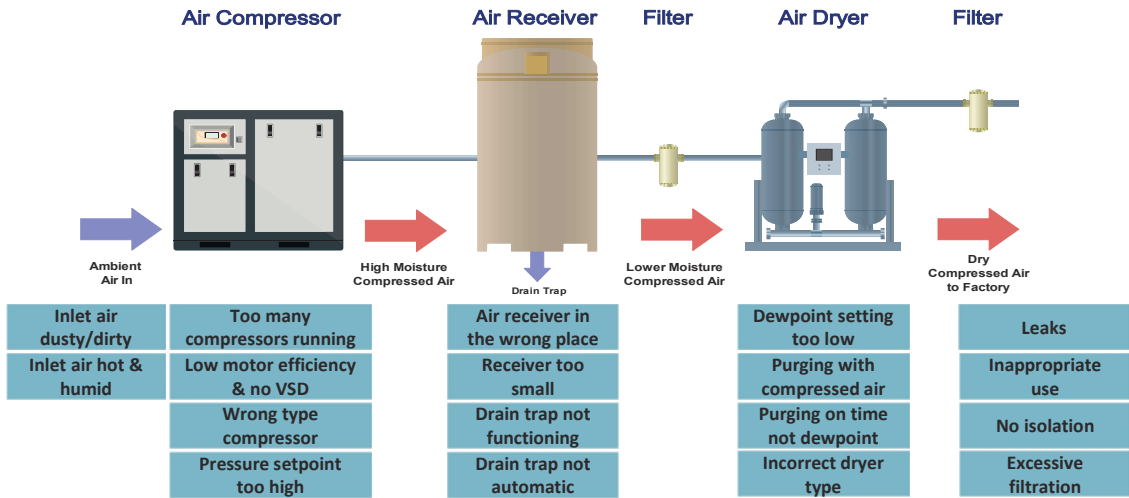 Air Compressor
Air Receiver
Filter
Air Dryer
Filter
Ambient
Air In
High Moisture
Compressed Air
Drain Trap
Lower Moisture
Compressed Air
Dry
Compressed Air
to Factory
Inlet air
dusty/dirty
Inlet air hot &
humid
Too many
compressors running
Low motor efficiency
& no VSD
Wrong type
compressor
Pressure setpoint
too high
Air receiver in
the wrong place
Receiver too
small
Drain trap not
functioning
Drain trap not
automatic
Dewpoint setting
too low
Purging with
compressed air
Purging on time
not dewpoint
Incorrect dryer
type
Leaks
Inappropriate
use
No isolation
Excessive
filtration